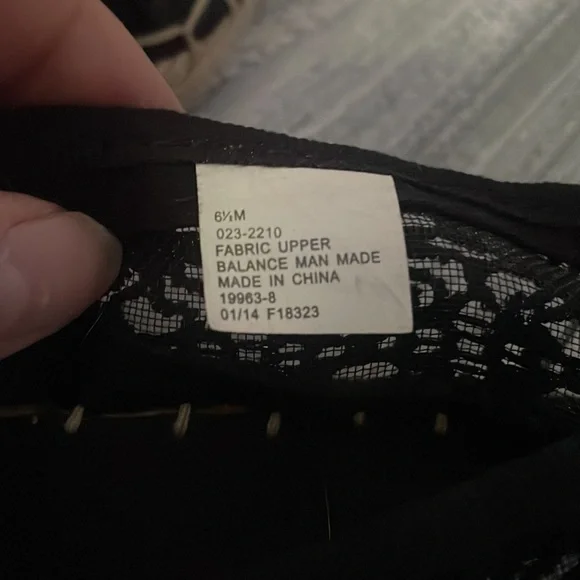 6½M
023-2210
FABRIC UPPER
BALANCE MAN MADE
MADE IN CHINA
19963-8
01/14 F18323